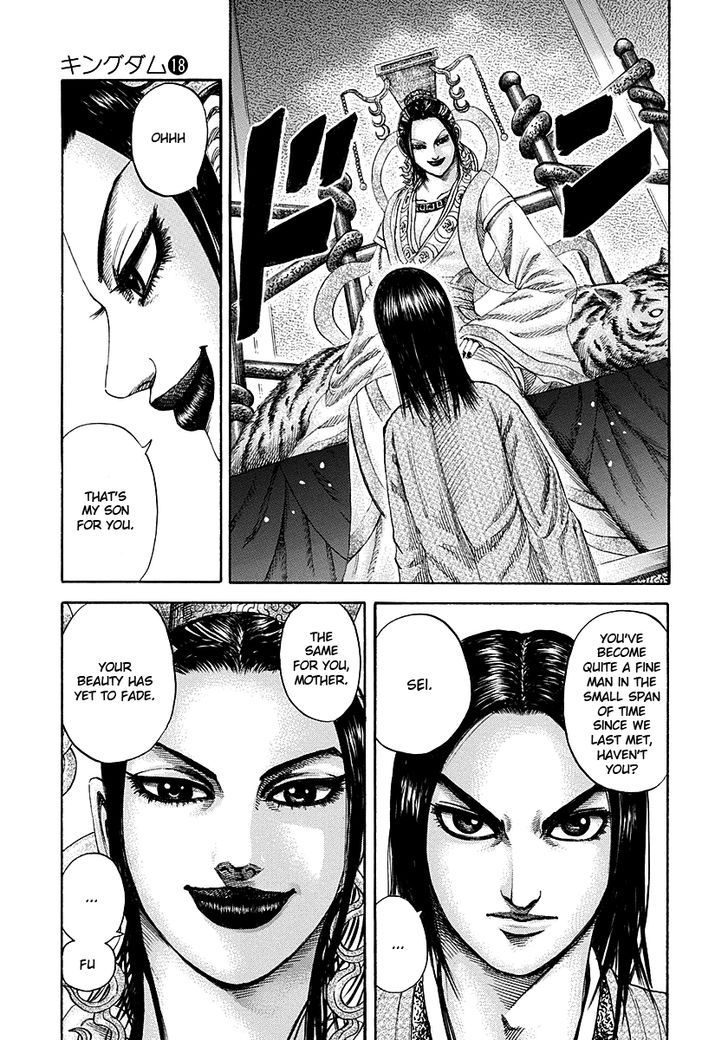 キングダム18
ドドン
YOU'VE
BECOME
QUITE A FINE
MAN IN THE
SMALL SPAN
OF TIME
SINCE WE
LAST MET,
HAVEN'T
YOU?
SEI.
...
THE
SAME
FOR YOU,
MOTHER.
YOUR
BEAUTY HAS
YET TO FADE.
...
FU
OHHH
THAT'S
MY SON
FOR YOU.